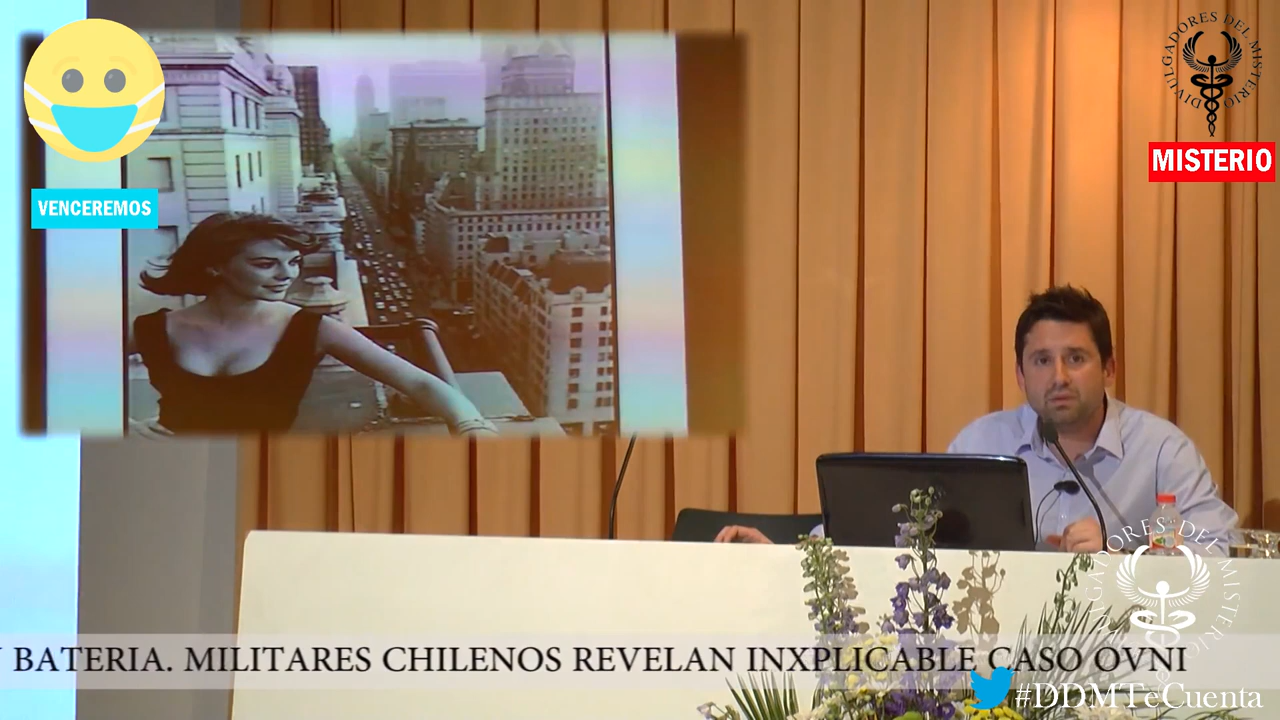 VENCEREMOS
DIVULGADORES DEL MISTERIO
MISTERIO
DIVULGADORES DEL MISTERIO
Y BATERIA. MILITARES CHILENOS REVELAN INXPLICABLE CASO OVNI
#DDMTeCuenta